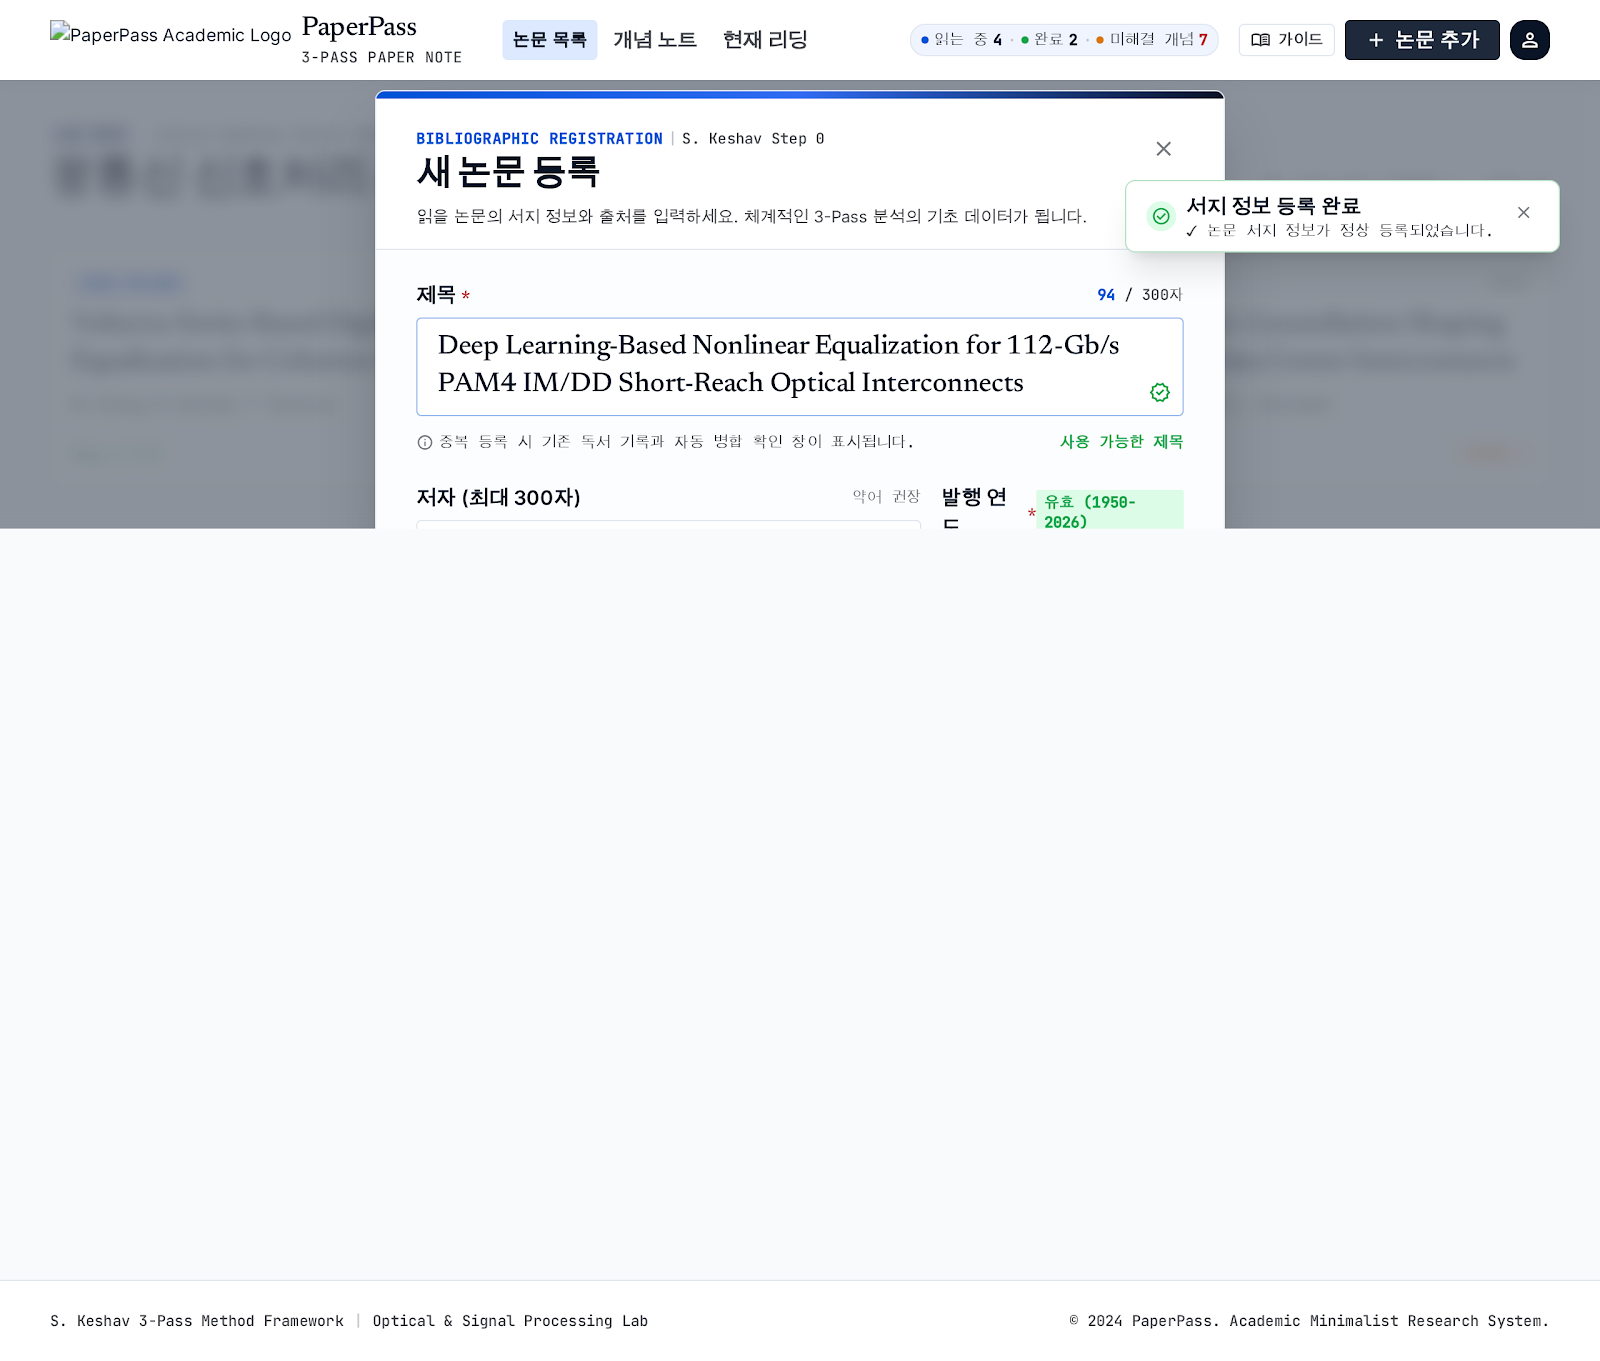 PaperPass Academic Logo
PaperPass
3-PASS PAPER NOTE
논문 목록
개념 노트
현재 리딩
읽는 중 4 · 완료 2 · 미해결 개념 7
가이드
+ 논문 추가
BIBLIOGRAPHIC REGISTRATION | S. Keshav Step 0
새 논문 등록
읽을 논문의 서지 정보와 출처를 입력하세요. 체계적인 3-Pass 분석의 기초 데이터가 됩니다.
서지 정보 등록 완료
✓ 논문 서지 정보가 정상 등록되었습니다.
제목 *
94 / 300자
Deep Learning-Based Nonlinear Equalization for 112-Gb/s
PAM4 IM/DD Short-Reach Optical Interconnects
중복 등록 시 기존 독서 기록과 자동 병합 확인 창이 표시됩니다.
사용 가능한 제목
저자 (최대 300자)
약어 권장
발행 연
드 *
유효 (1950-
2026)
S. Keshav 3-Pass Method Framework | Optical & Signal Processing Lab
© 2024 PaperPass. Academic Minimalist Research System.